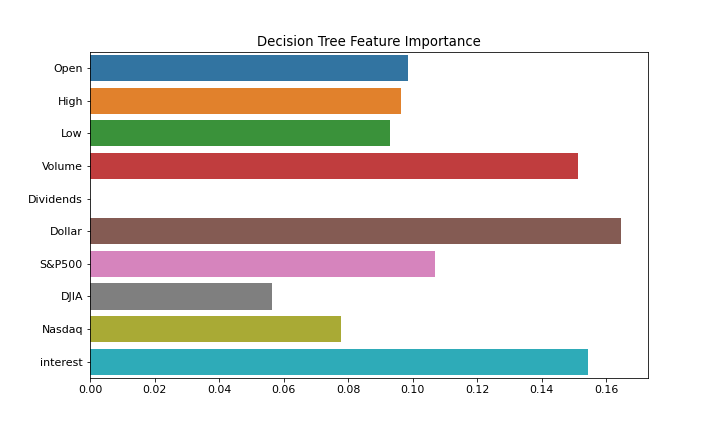 Decision Tree Feature Importance
Open
High
Low
Volume
Dividends
Dollar
S&P500
DJIA
Nasdaq
interest
0.00 0.02 0.04 0.06 0.08 0.10 0.12 0.14 0.16